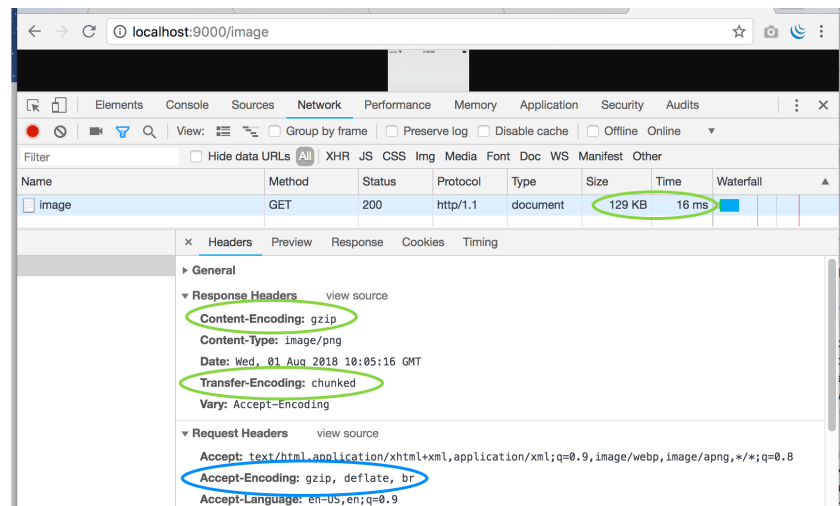 localhost:9000/image
Elements Console Sources Network Performance Memory Application Security Audits
View: Group by frame Preserve log Disable cache Offline Online
Filter Hide data URLs All XHR JS CSS Img Media Font Doc WS Manifest Other
Name Method Status Protocol Type Size Time Waterfall
image GET 200 http/1.1 document 129 KB 16 ms
× Headers Preview Response Cookies Timing
General
Response Headers view source
Content-Encoding: gzip
Content-Type: image/png
Date: Wed, 01 Aug 2018 10:05:16 GMT
Transfer-Encoding: chunked
Vary: Accept-Encoding
Request Headers view source
Accept: text/html,application/xhtml+xml,application/xml;q=0.9,image/webp,image/apng,*/*;q=0.8
Accept-Encoding: gzip, deflate, br
Accept-Language: en-US,en;q=0.9